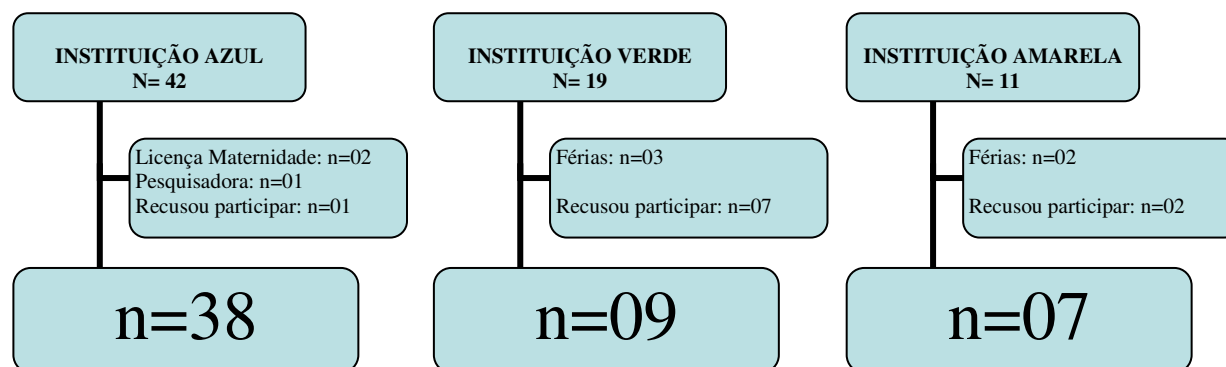 INSTITUIÇÃO AZUL
N= 42
Licença Maternidade: n=02
Pesquisadora: n=01
Recusou participar: n=01
n=38
INSTITUIÇÃO VERDE
N= 19
Férias: n=03
Recusou participar: n=07
n=09
INSTITUIÇÃO AMARELA
N= 11
Férias: n=02
Recusou participar: n=02
n=07